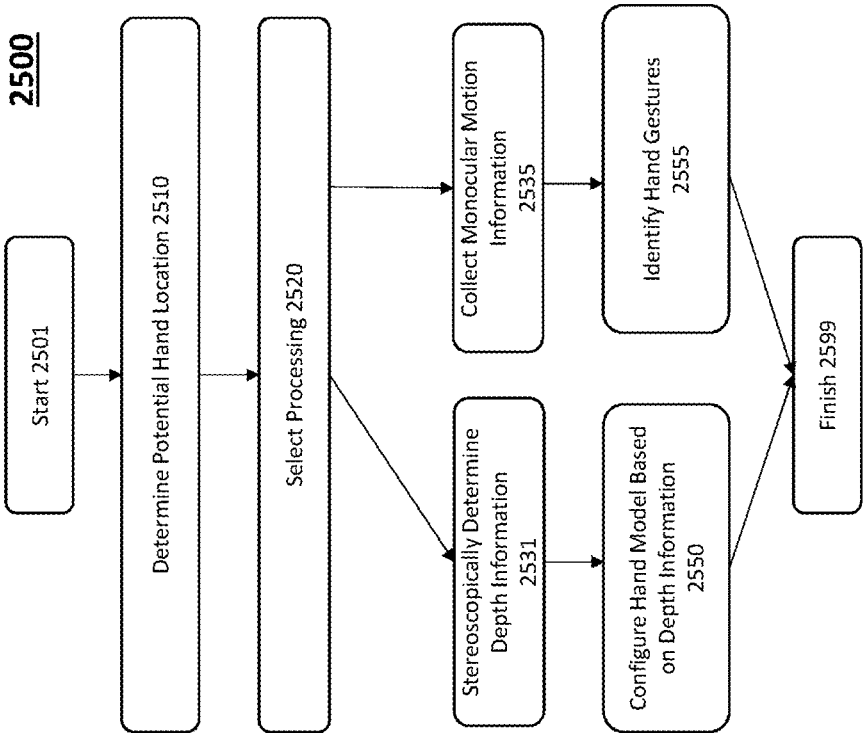 2500
Start 2501
Determine Potential Hand Location 2510
Select Processing 2520
Stereoscopically Determine
Depth Information
2531
Collect Monocular Motion
Information
2535
Configure Hand Model Based
on Depth Information
2550
Identify Hand Gestures
2555
Finish 2599